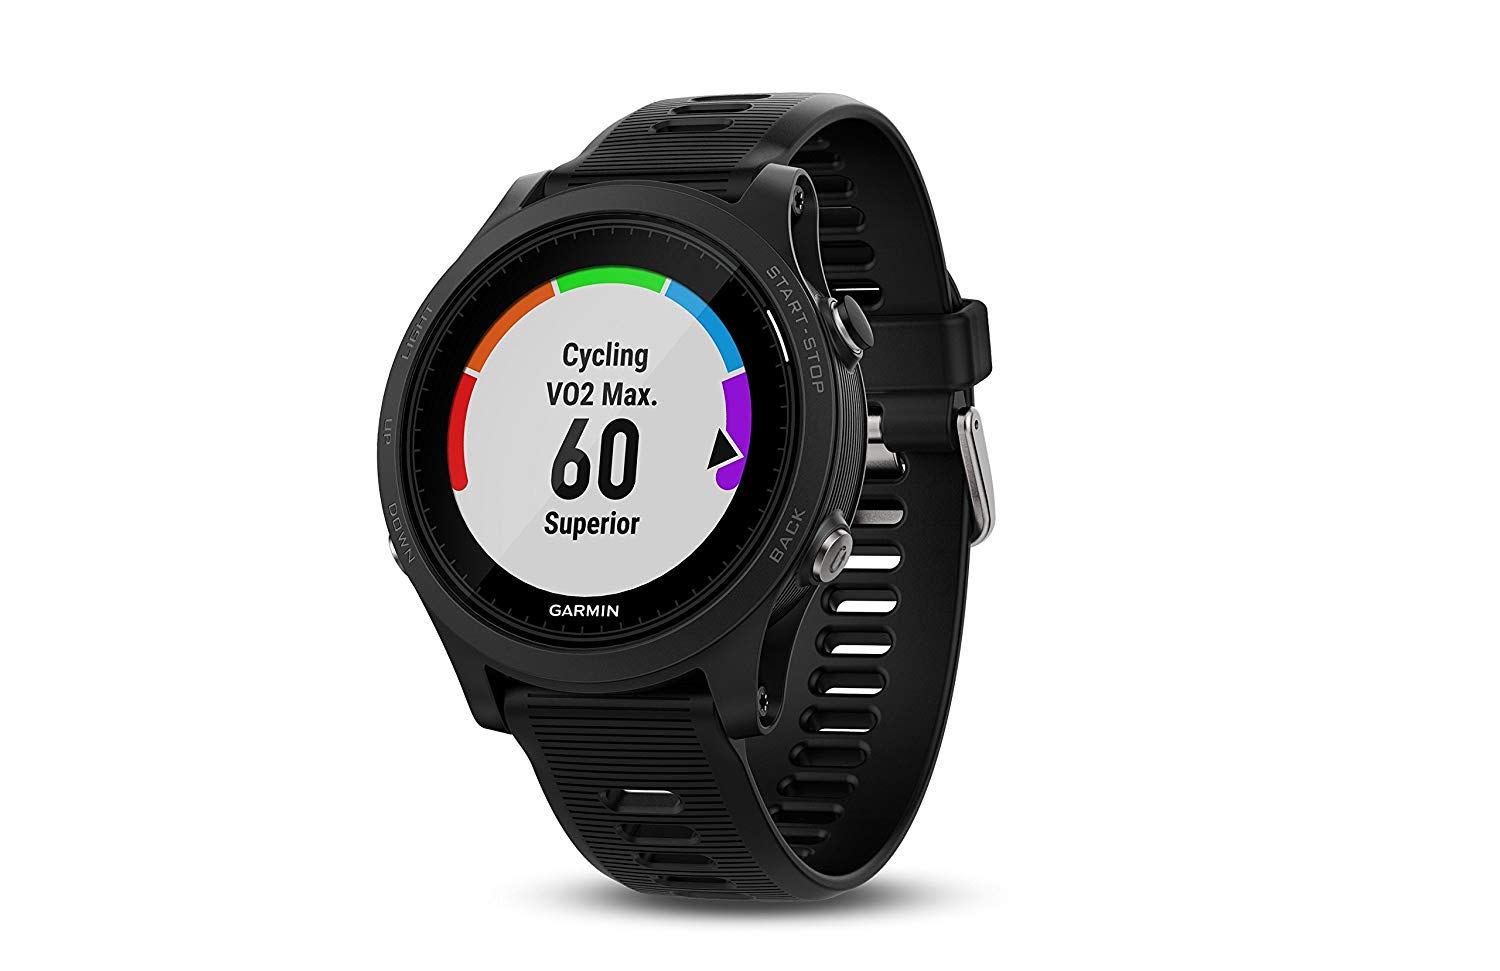 LIGHT
UP
DOWN
START·STOP
BACK
Cycling
VO2 Max.
60
Superior
GARMIN